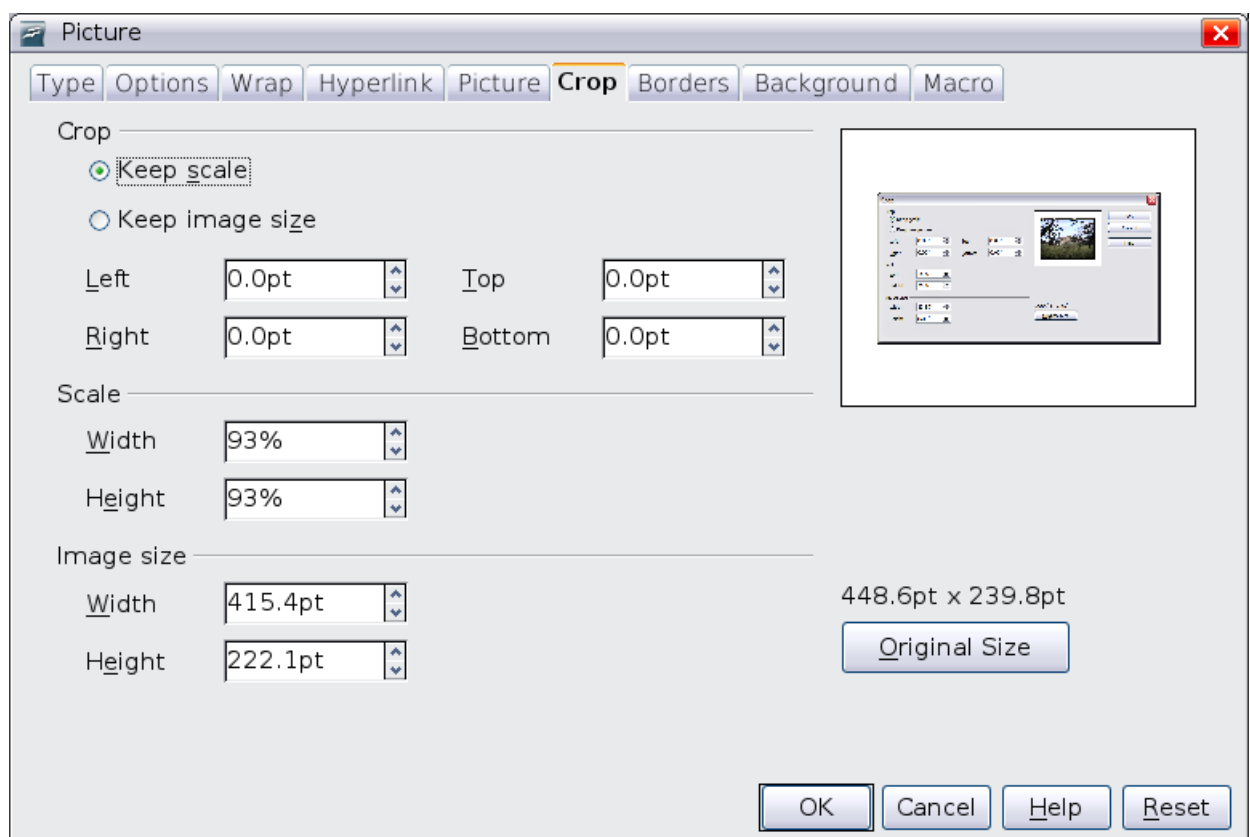 Picture
Type Options Wrap Hyperlink Picture Crop Borders Background Macro
Crop
Keep scale
Keep image size
Left 0.0pt Top 0.0pt
Right 0.0pt Bottom 0.0pt
Scale
Width 93%
Height 93%
Image size
Width 415.4pt 448.6pt x 239.8pt
Height 222.1pt Original Size
OK Cancel Help Reset